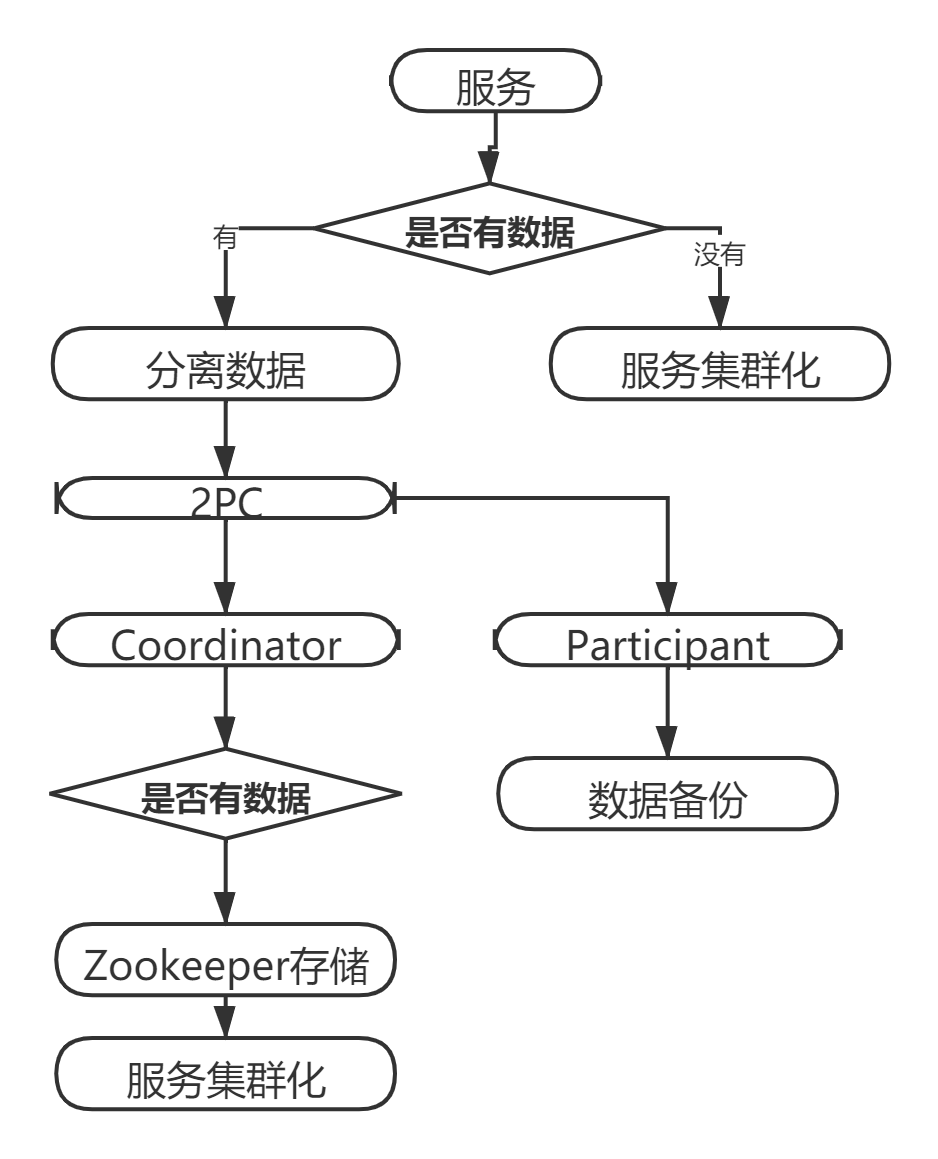 服务
是否有数据
有
没有
分离数据
服务集群化
2PC
Coordinator
Participant
是否有数据
数据备份
Zookeeper存储
服务集群化